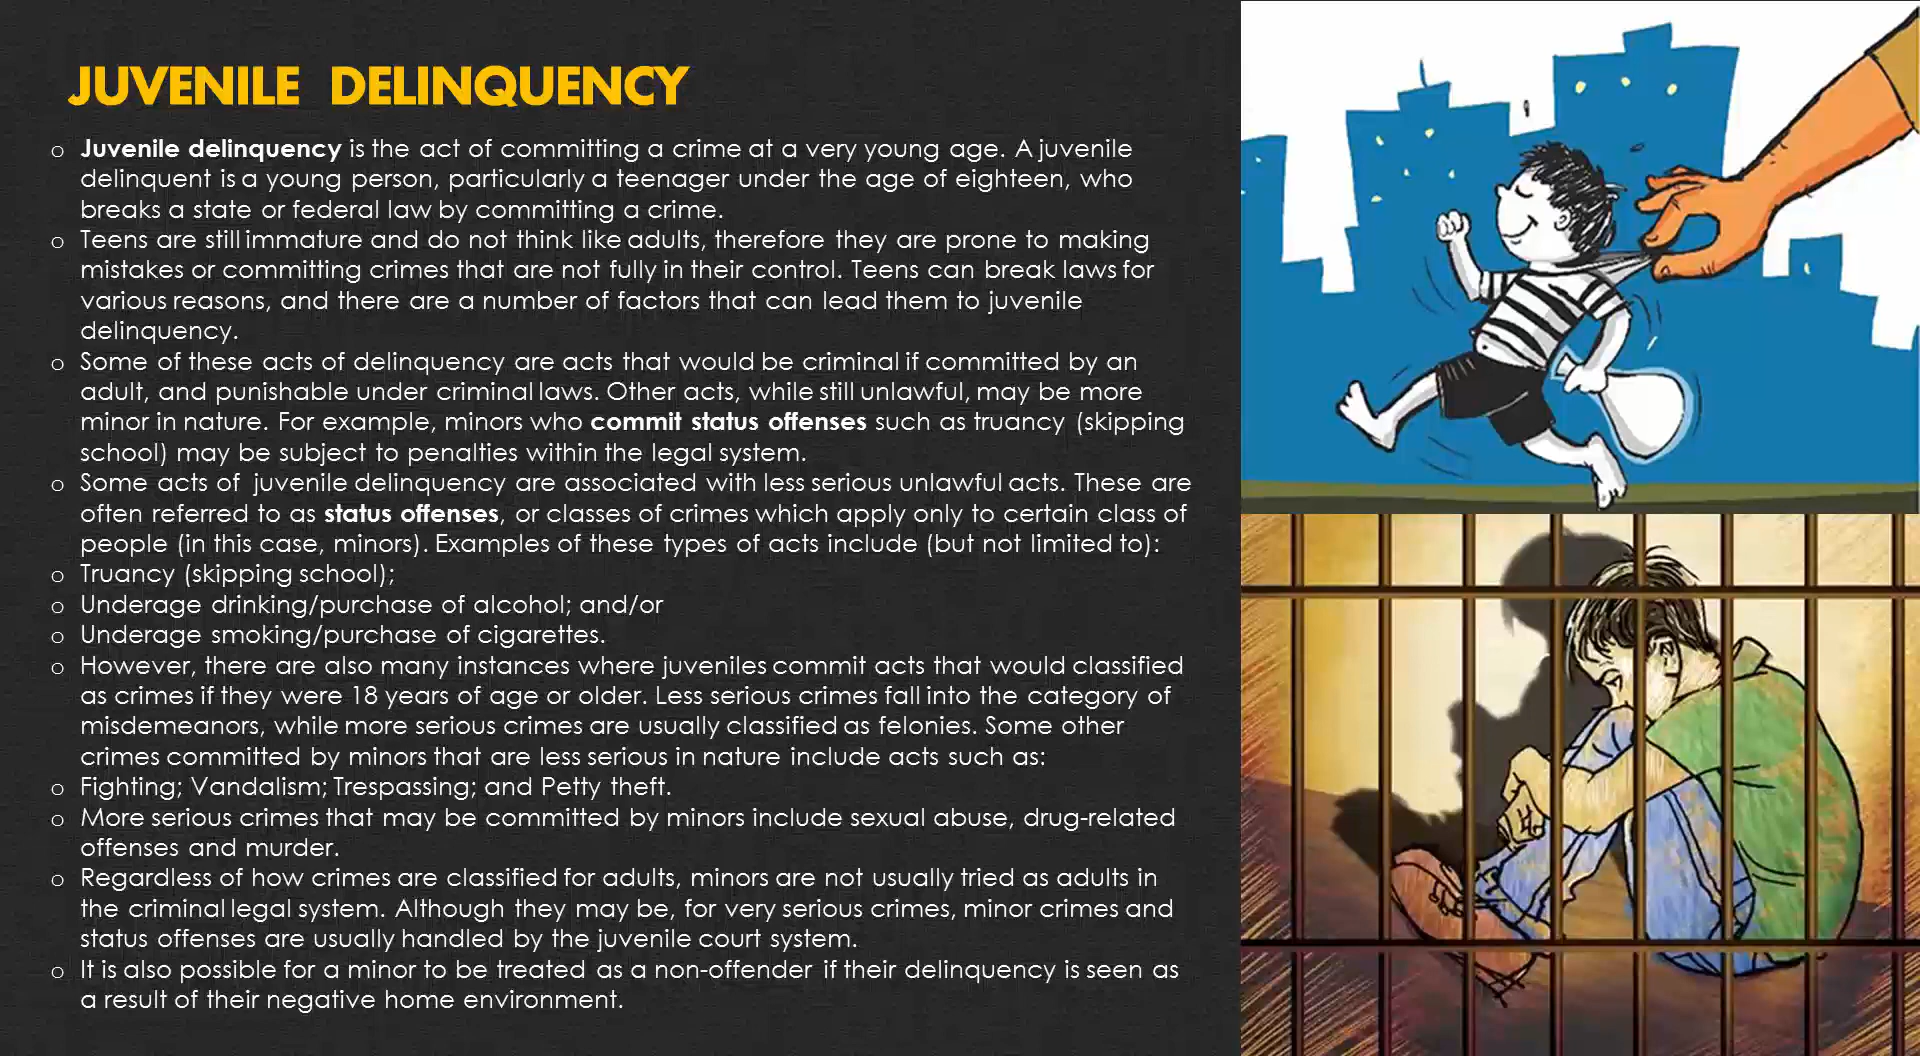 JUVENILE DELINQUENCY
o Juvenile delinquency is the act of committing a crime at a very young age. A juvenile
delinquent is a young person, particularly a teenager under the age of eighteen, who
breaks a state or federal law by committing a crime.
o Teens are still immature and do not think like adults, therefore they are prone to making
mistakes or committing crimes that are not fully in their control. Teens can break laws for
various reasons, and there are a number of factors that can lead them to juvenile
delinquency.
o Some of these acts of delinquency are acts that would be criminal if committed by an
adult, and punishable under criminal laws. Other acts, while still unlawful, may be more
minor in nature. For example, minors who commit status offenses such as truancy (skipping
school) may be subject to penalties within the legal system.
o Some acts of juvenile delinquency are associated with less serious unlawful acts. These are
often referred to as status offenses, or classes of crimes which apply only to certain class of
people (in this case, minors). Examples of these types of acts include (but not limited to):
o Truancy (skipping school);
o Underage drinking/purchase of alcohol; and/or
o Underage smoking/purchase of cigarettes.
o However, there are also many instances where juveniles commit acts that would classified
as crimes if they were 18 years of age or older. Less serious crimes fall into the category of
misdemeanors, while more serious crimes are usually classified as felonies. Some other
crimes committed by minors that are less serious in nature include acts such as:
o Fighting; Vandalism; Trespassing; and Petty theft.
o More serious crimes that may be committed by minors include sexual abuse, drug-related
offenses and murder.
o Regardless of how crimes are classified for adults, minors are not usually tried as adults in
the criminal legal system. Although they may be, for very serious crimes, minor crimes and
status offenses are usually handled by the juvenile court system.
o It is also possible for a minor to be treated as a non-offender if their delinquency is seen as
a result of their negative home environment.